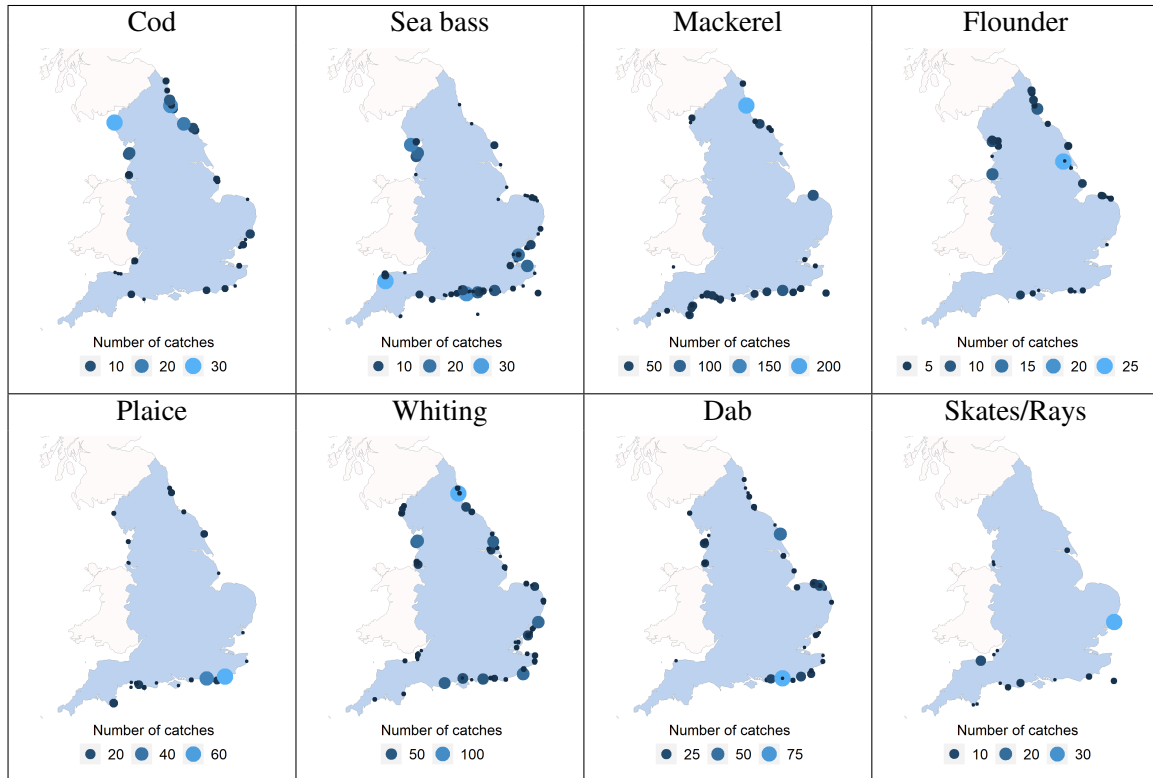 Cod
Sea bass
Mackerel
Flounder
Number of catches
10 20 30
Number of catches
10 20 30
Number of catches
50 100 150 200
Number of catches
5 10 15 20 25
Plaice
Whiting
Dab
Skates/Rays
Number of catches
20 40 60
Number of catches
50 100
Number of catches
25 50 75
Number of catches
10 20 30